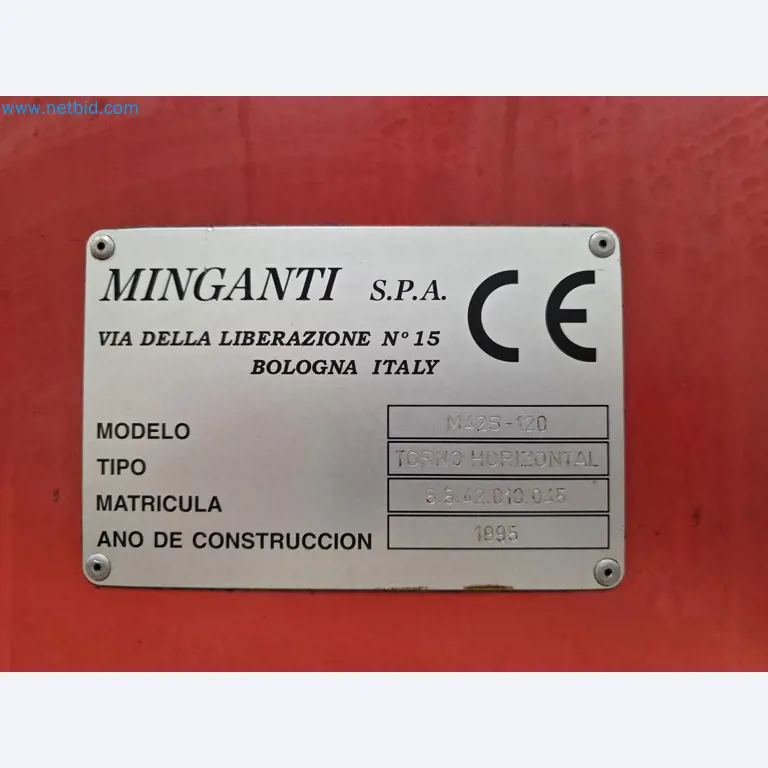 www.netbid.com
MINGANTI S.P.A.
CE
VIA DELLA LIBERAZIONE N° 15
BOLOGNA ITALY
MODELO MA25-120
TIPO TORNO HORIZONTAL
MATRICULA
ANO DE CONSTRUCCION 1995